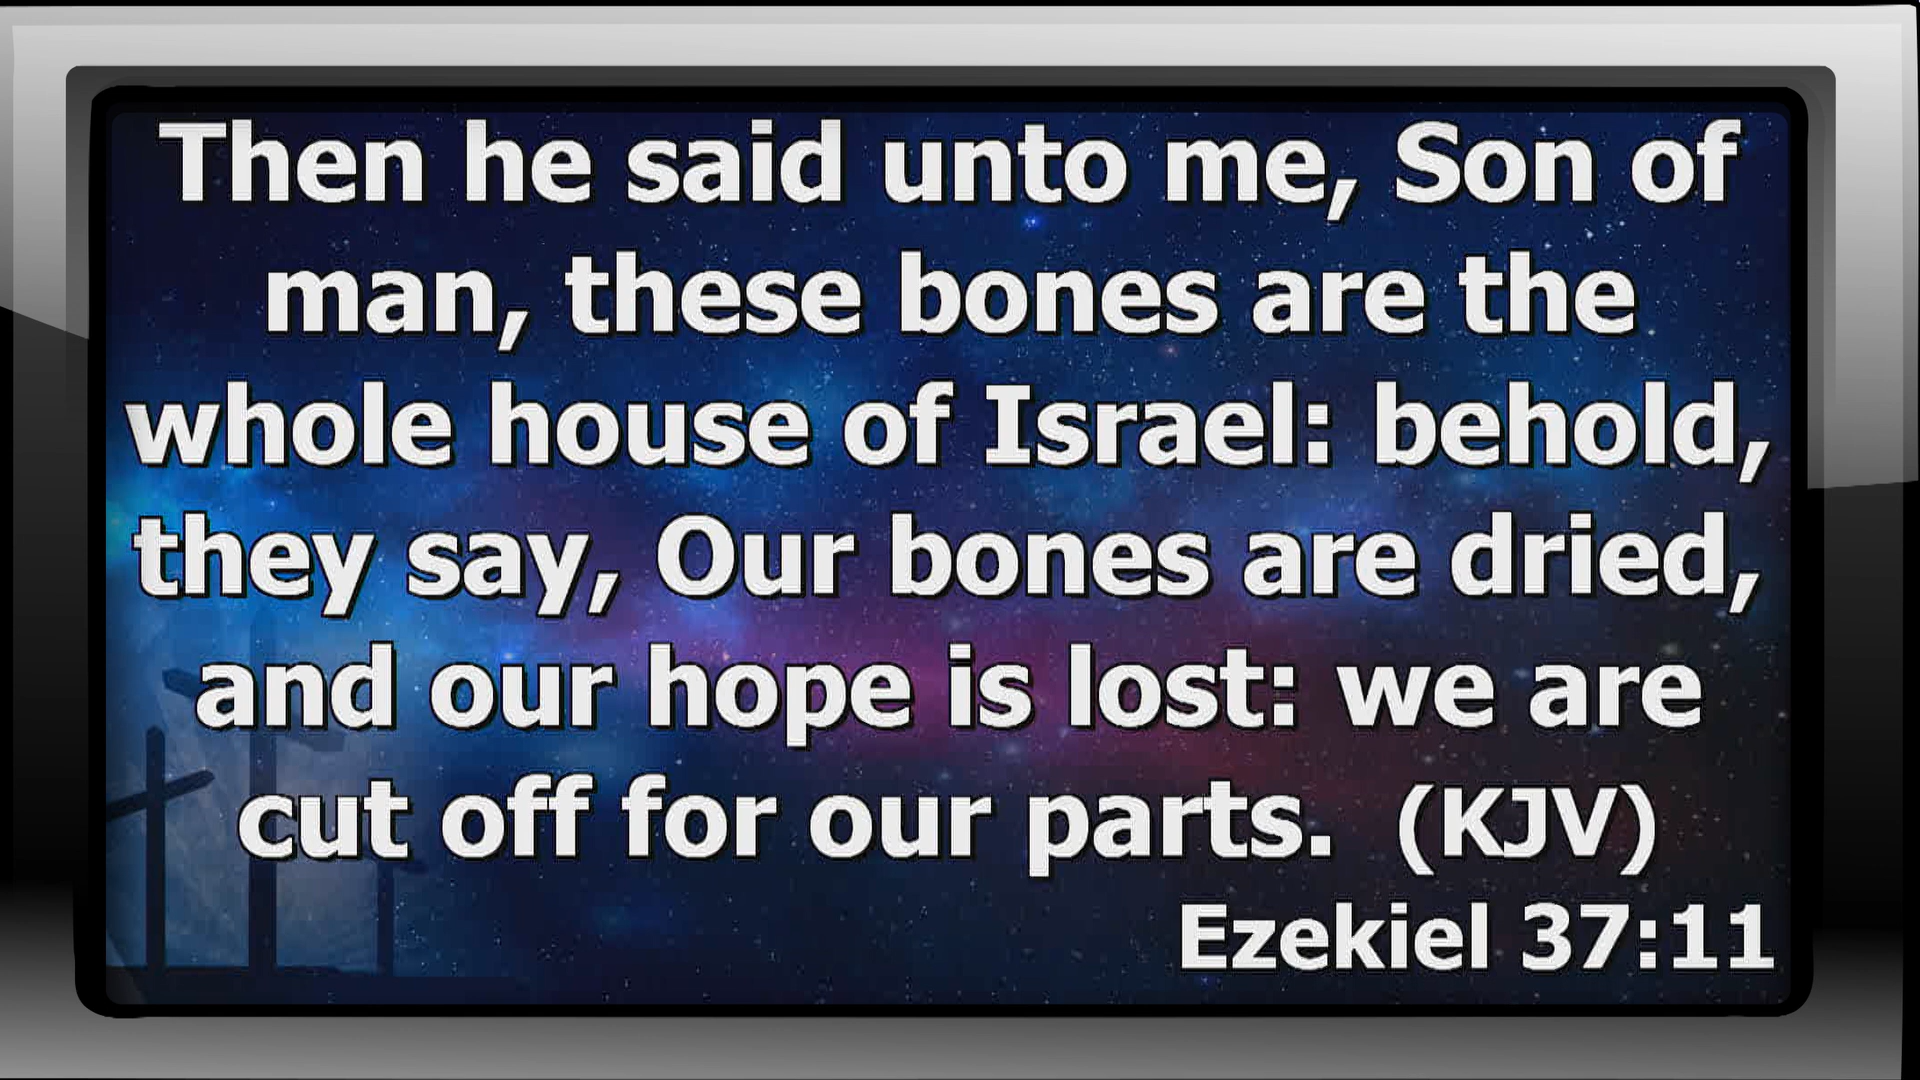 Then he said unto me, Son of
man, these bones are the
whole house of Israel: behold,
they say, Our bones are dried,
and our hope is lost: we are
cut off for our parts. (KJV)
Ezekiel 37:11